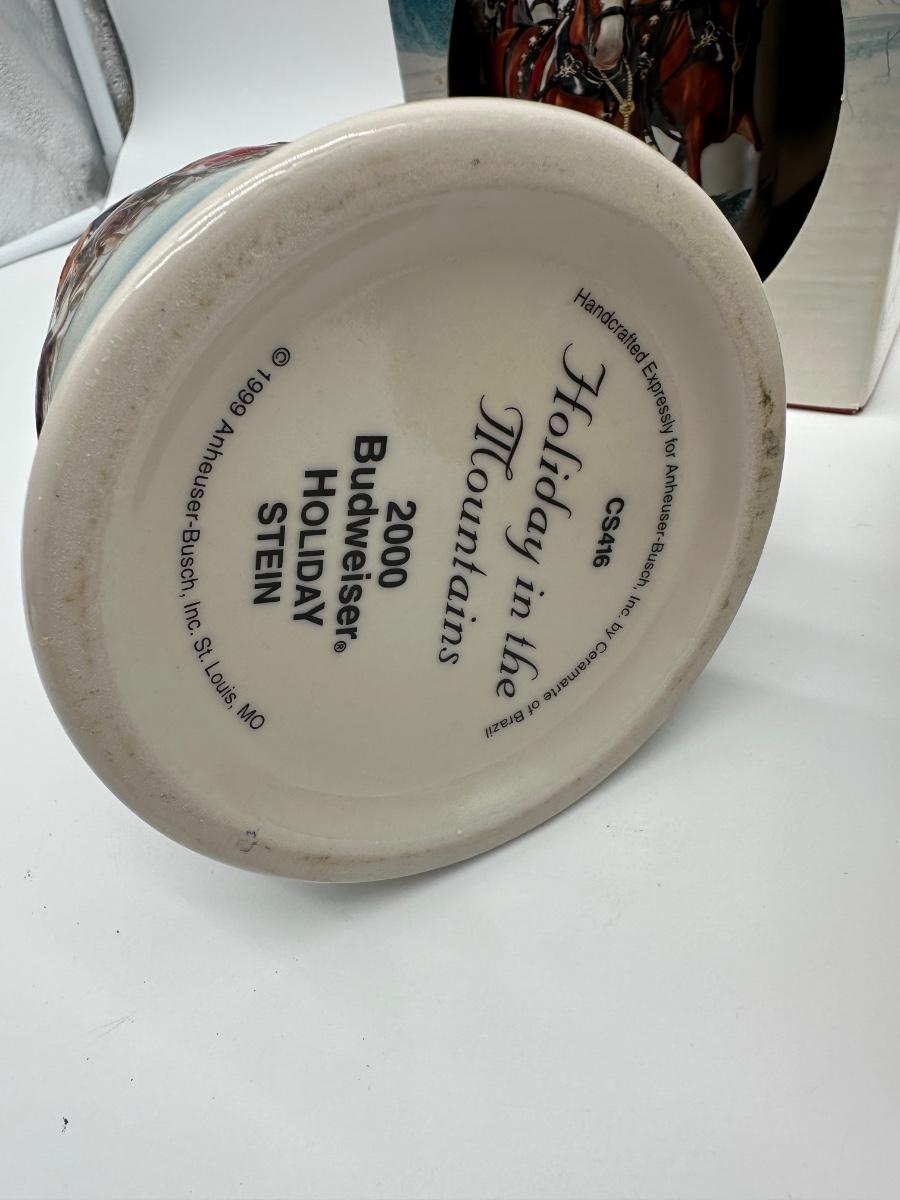 Handcrafted Expressly for Anheuser-Busch, Inc. by Ceramarte of Brazil
CS416
Holiday in the
Mountains
2000
Budweiser®
HOLIDAY
STEIN
© 1999 Anheuser-Busch, Inc. St. Louis, MO